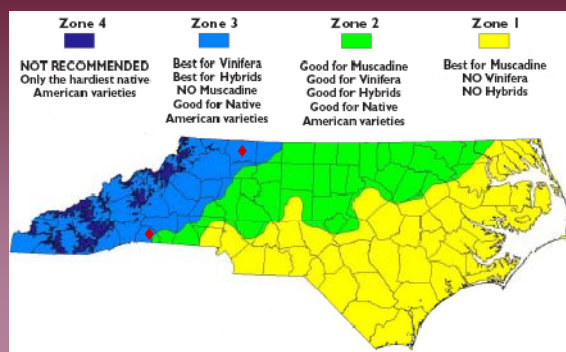 Zone 4
NOT RECOMMENDED
Only the hardiest native
American varieties
Zone 3
Best for Vinifera
Best for Hybrids
NO Muscadine
Good for Native
American varieties
Zone 2
Good for Muscadine
Good for Vinifera
Good for Hybrids
Good for Native
American varieties
Zone 1
Best for Muscadine
NO Vinifera
NO Hybrids